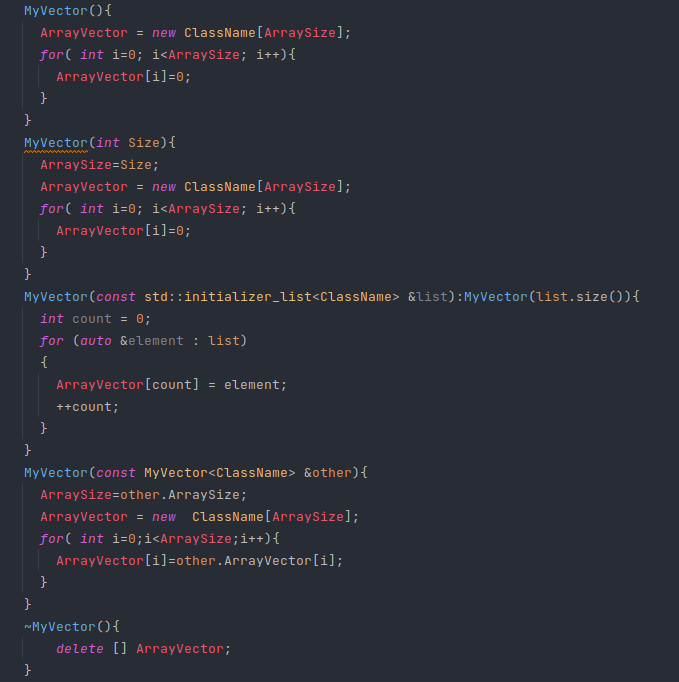 MyVector(){
  ArrayVector = new ClassName[ArraySize];
  for( int i=0; i<ArraySize; i++){
    ArrayVector[i]=0;
  }
}
MyVector(int Size){
  ArraySize=Size;
  ArrayVector = new ClassName[ArraySize];
  for( int i=0; i<ArraySize; i++){
    ArrayVector[i]=0;
  }
}
MyVector(const std::initializer_list<ClassName> &list):MyVector(list.size()){
  int count = 0;
  for (auto &element : list)
  {
    ArrayVector[count] = element;
    ++count;
  }
}
MyVector(const MyVector<ClassName> &other){
  ArraySize=other.ArraySize;
  ArrayVector = new  ClassName[ArraySize];
  for( int i=0;i<ArraySize;i++){
    ArrayVector[i]=other.ArrayVector[i];
  }
}
~MyVector(){
    delete [] ArrayVector;
}